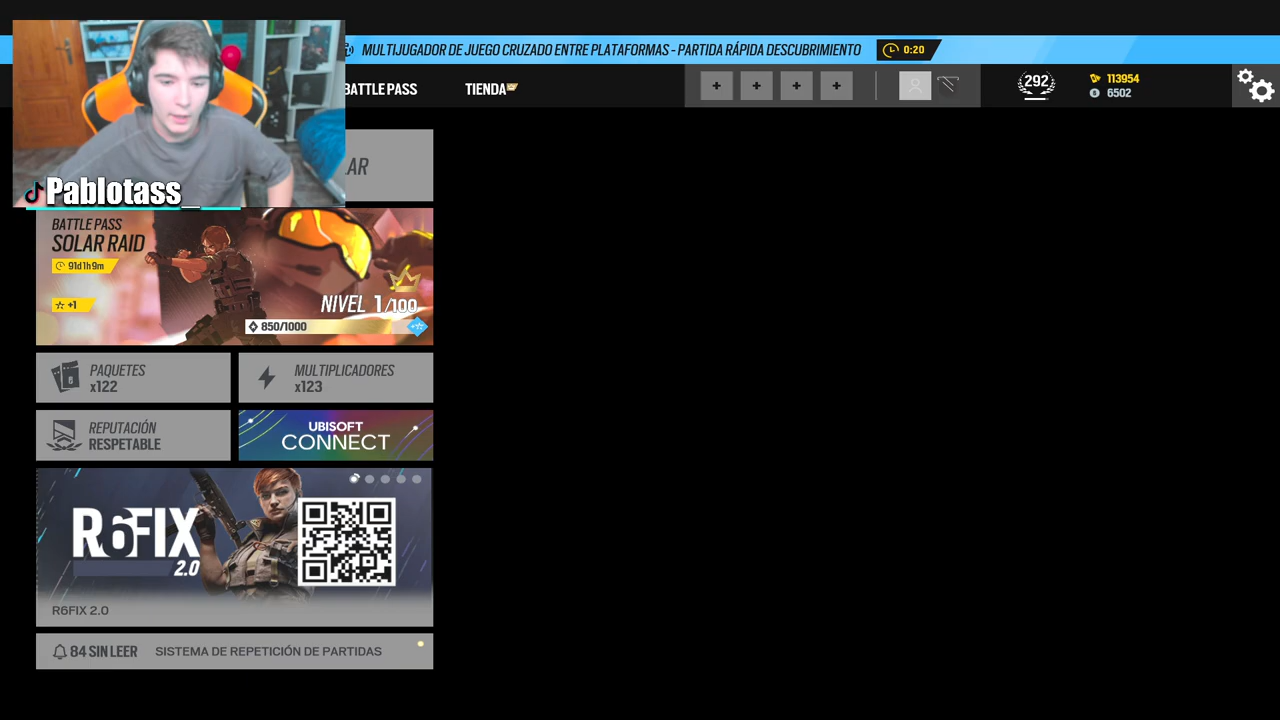 MULTIJUGADOR DE JUEGO CRUZADO ENTRE PLATAFORMAS - PARTIDA RÁPIDA DESCUBRIMIENTO
0:20
BATTLE PASS
TIENDA
292
113954
6502
Pablotass_
AR
BATTLE PASS
SOLAR RAID
91d 1h 9m
+1
NIVEL 1/100
850/1000
PAQUETES
x122
MULTIPLICADORES
x123
REPUTACIÓN
RESPETABLE
UBISOFT
CONNECT
R6FIX
2.0
R6FIX 2.0
84 SIN LEER
SISTEMA DE REPETICIÓN DE PARTIDAS